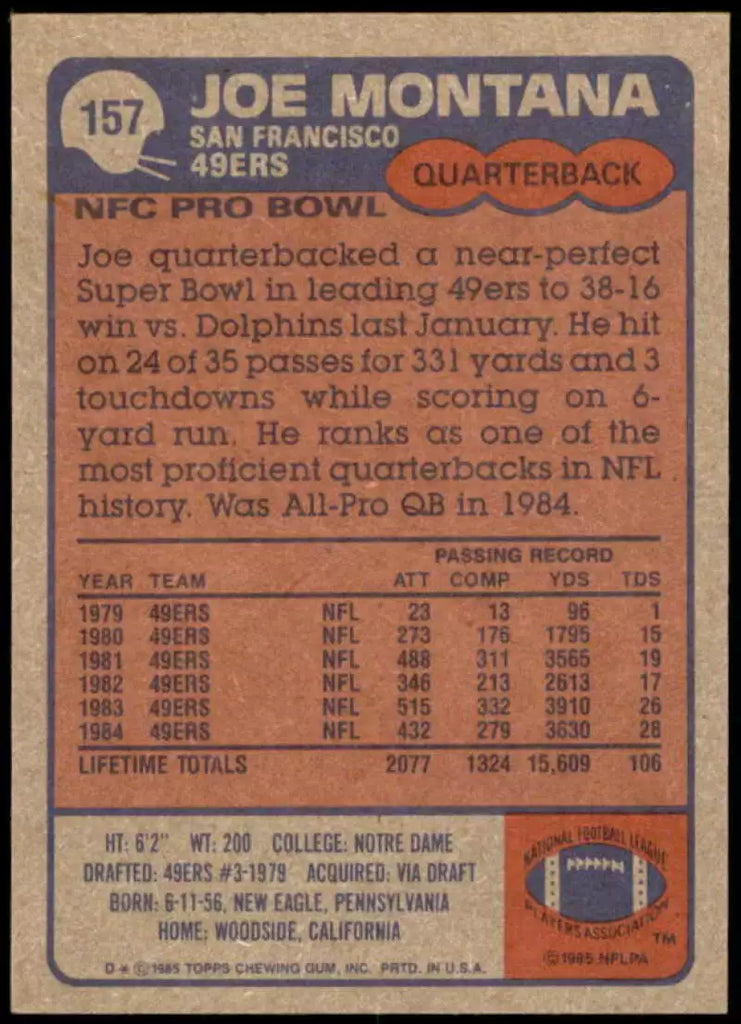 157
JOE MONTANA
SAN FRANCISCO
49ERS
QUARTERBACK
NFC PRO BOWL
Joe quarterbacked a near-perfect
Super Bowl in leading 49ers to 38-16
win vs. Dolphins last January. He hit
on 24 of 35 passes for 331 yards and 3
touchdowns while scoring on 6-
yard run. He ranks as one of the
most proficient quarterbacks in NFL
history. Was All-Pro QB in 1984.
PASSING RECORD
YEAR TEAM ATT COMP YDS TDS
1979 49ERS NFL 23 13 96 1
1980 49ERS NFL 273 176 1795 15
1981 49ERS NFL 488 311 3565 19
1982 49ERS NFL 346 213 2613 17
1983 49ERS NFL 515 332 3910 26
1984 49ERS NFL 432 279 3630 28
LIFETIME TOTALS 2077 1324 15,609 106
HT: 6'2" WT: 200 COLLEGE: NOTRE DAME
DRAFTED: 49ERS #3-1979 ACQUIRED: VIA DRAFT
BORN: 6-11-56, NEW EAGLE, PENNSYLVANIA
HOME: WOODSIDE, CALIFORNIA
D* © 1985 TOPPS CHEWING GUM, INC. PRTD. IN U.S.A.
NATIONAL FOOTBALL LEAGUE
PLAYERS ASSOCIATION
TM
© 1985 NFLPA